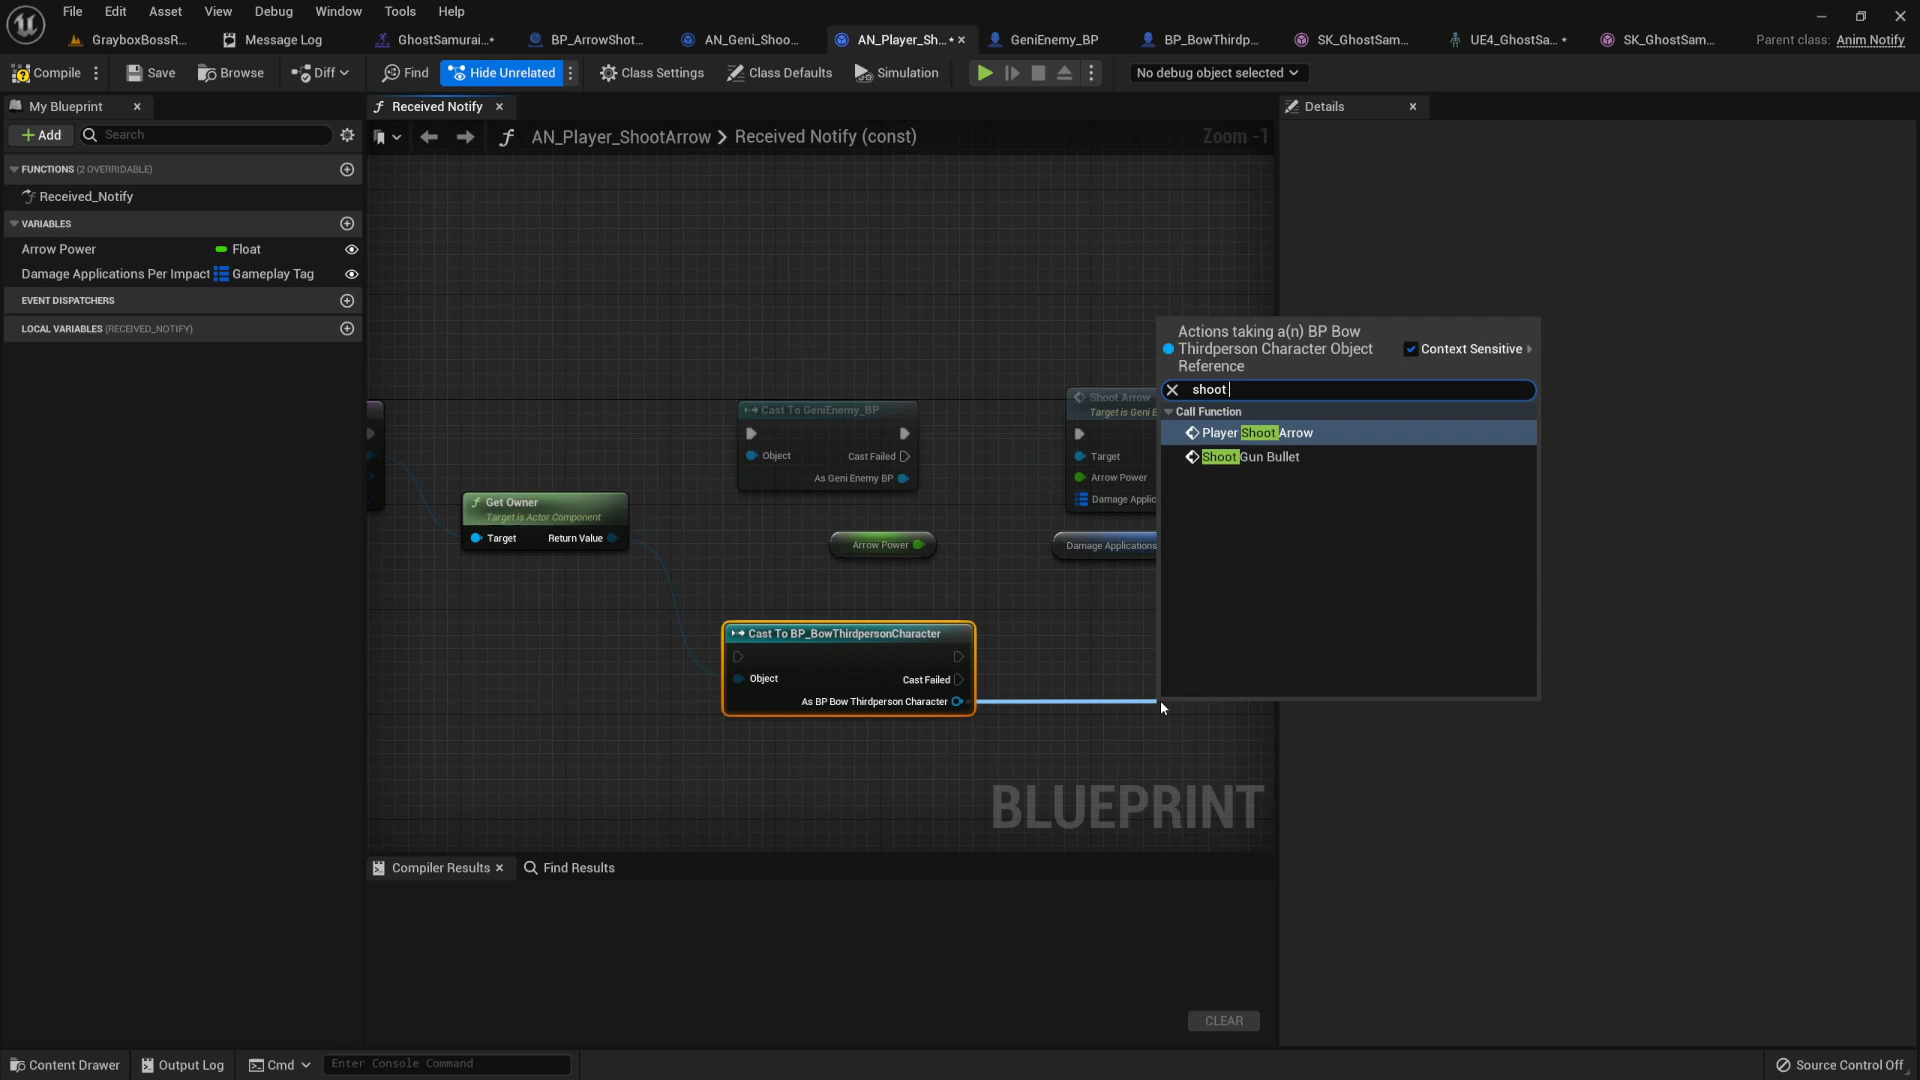 File Edit Asset View Debug Window Tools Help
GrayboxBossR... Message Log GhostSamurai...* BP_ArrowShot... AN_Geni_Shoo... AN_Player_Sh...* GeniEnemy_BP BP_BowThirdp... SK_GhostSam... UE4_GhostSa...* SK_GhostSam... Parent class: Anim Notify
Compile Save Browse Diff Find Hide Unrelated Class Settings Class Defaults Simulation No debug object selected
My Blueprint
Add Search
FUNCTIONS (2 OVERRIDABLE)
Received_Notify
VARIABLES
Arrow Power Float
Damage Applications Per Impact Gameplay Tag
EVENT DISPATCHERS
LOCAL VARIABLES (RECEIVED_NOTIFY)
Received Notify
AN_Player_ShootArrow > Received Notify (const) Zoom -1
Get Owner
Target is Actor Component
Target Return Value
Cast To GeniEnemy_BP
Object Cast Failed
As Geni Enemy BP
Arrow Power
Shoot Arrow
Target is Geni E
Target
Arrow Power
Damage Applic
Damage Applications
Cast To BP_BowThirdpersonCharacter
Object Cast Failed
As BP Bow Thirdperson Character
BLUEPRINT
Actions taking a(n) BP Bow
Thirdperson Character Object
Reference
Context Sensitive
shoot
Call Function
Player Shoot Arrow
Shoot Gun Bullet
Details
Compiler Results Find Results
CLEAR
Content Drawer Output Log Cmd Enter Console Command Source Control Off